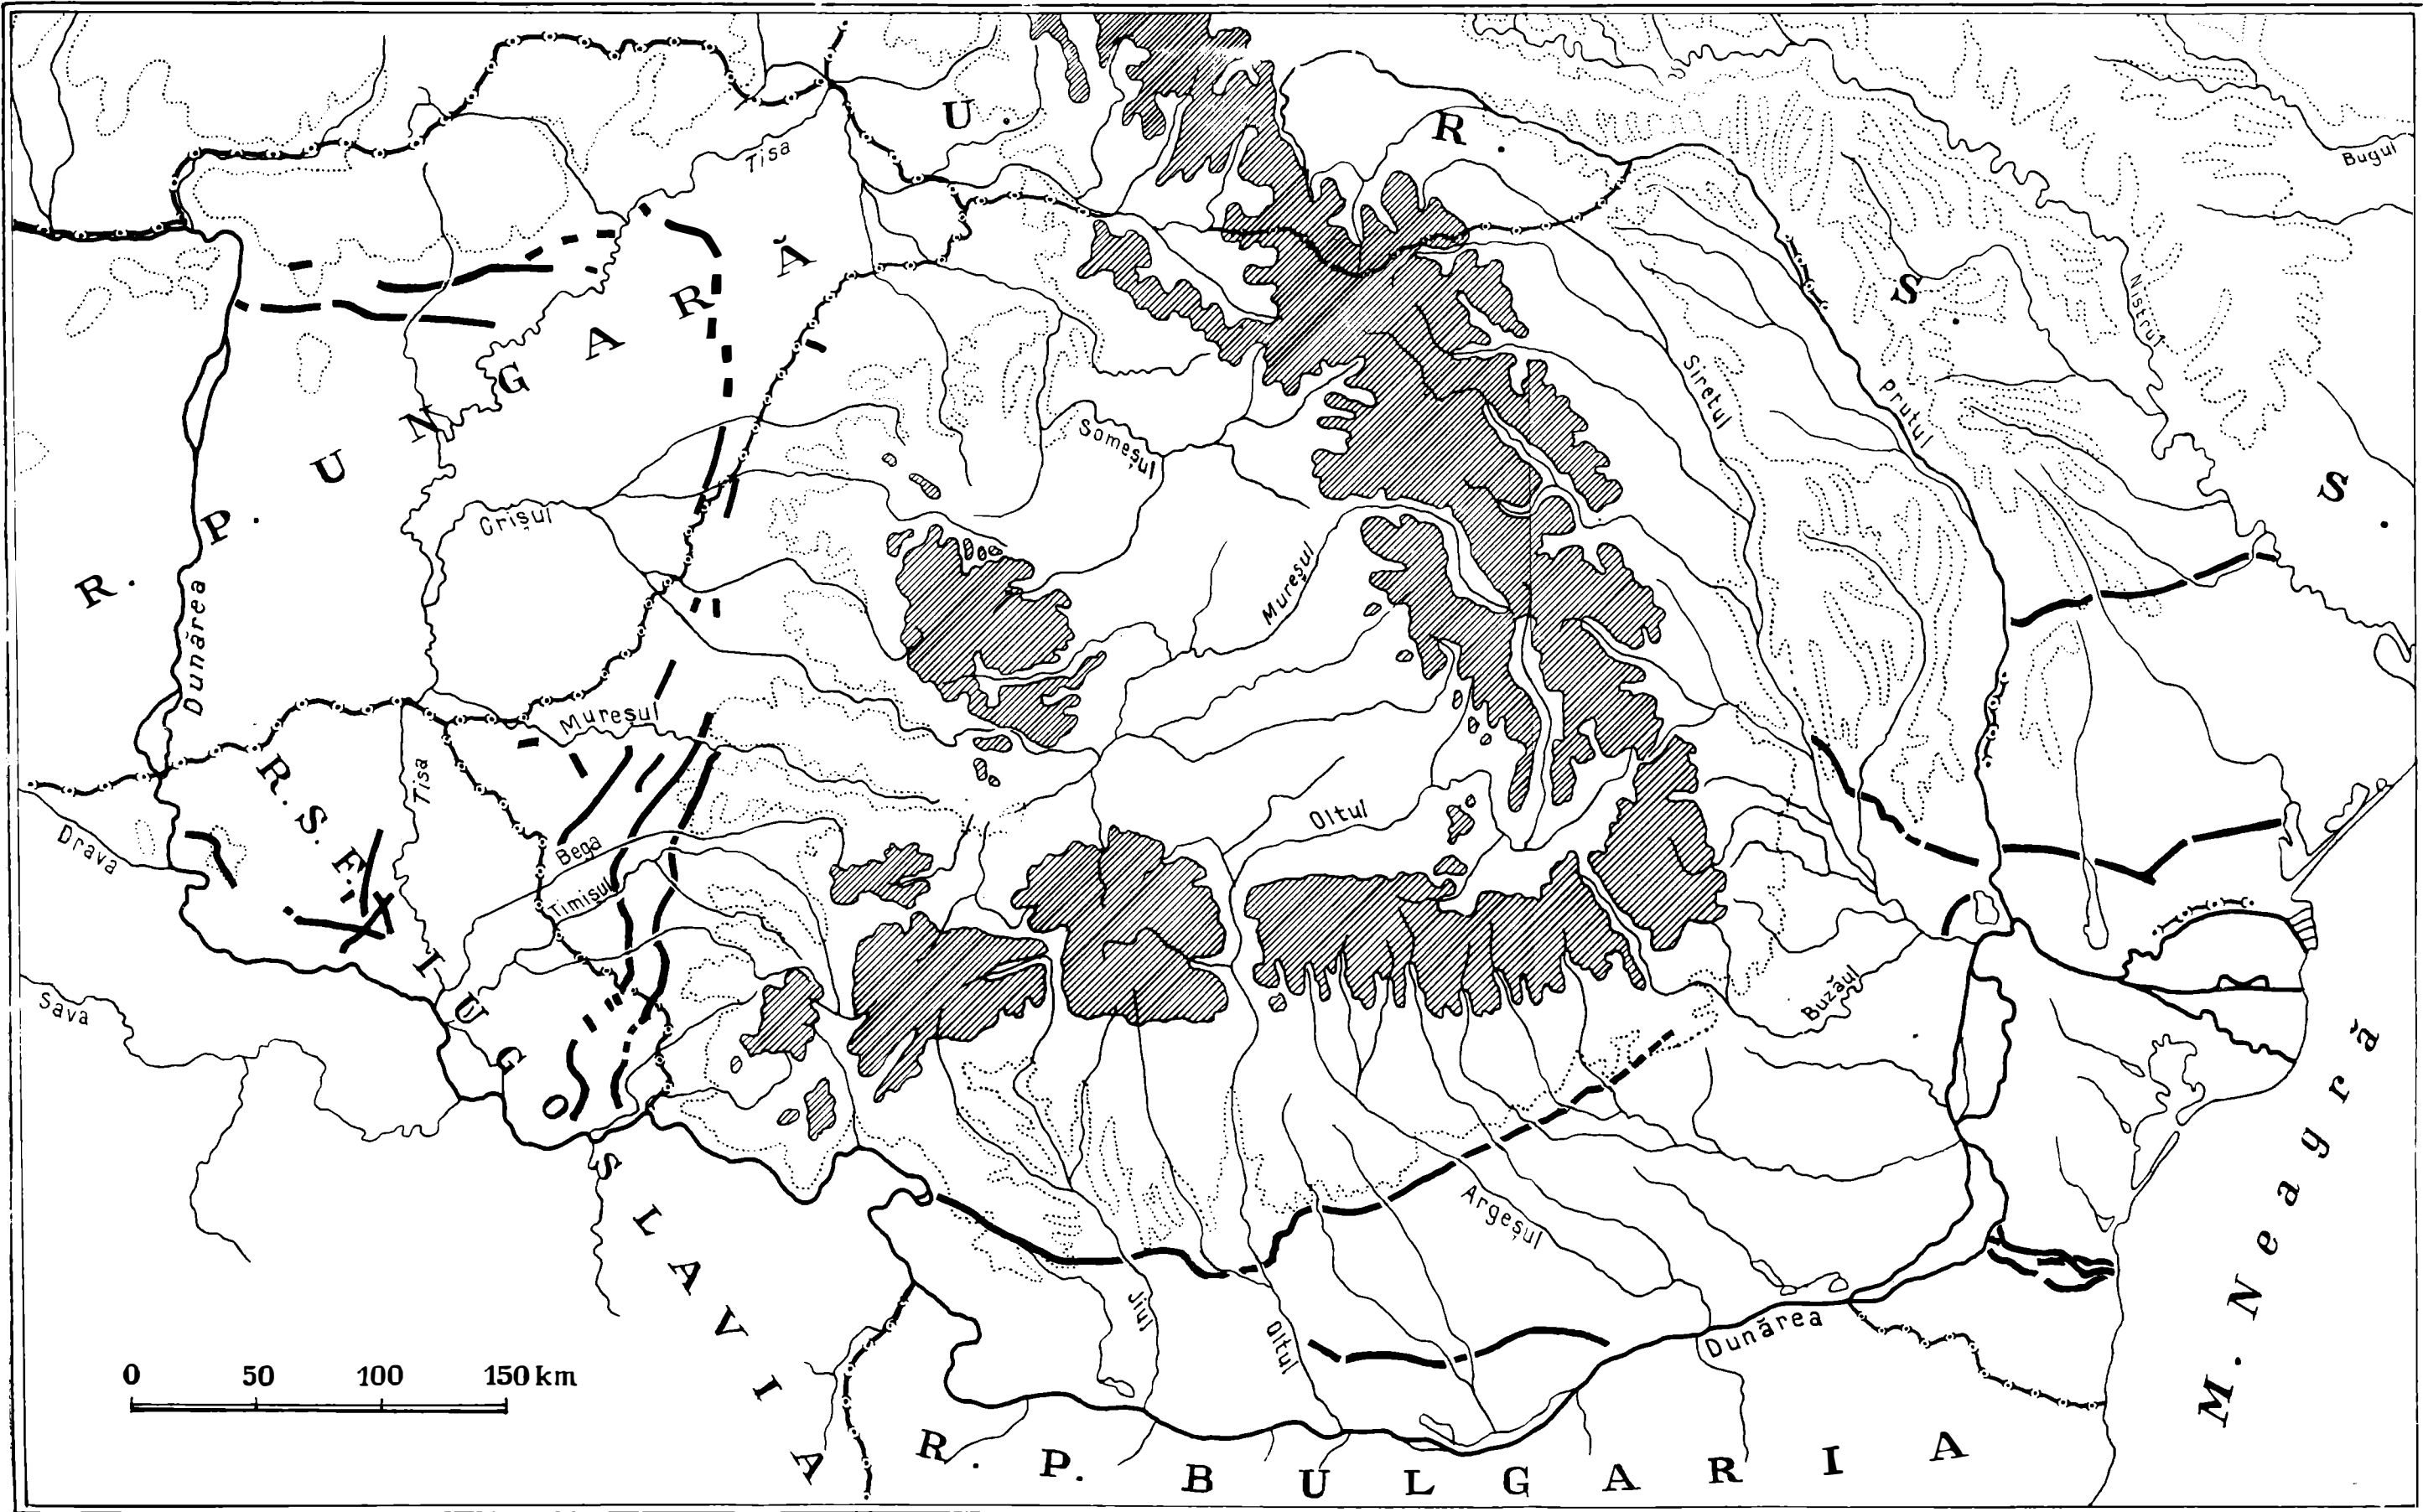 U. R. S. S.
R. P. UNGARĂ
R. S. F. IUGOSLAVIA
R. P. BULGARIA
M. Neagră
Tisa
Bugul
Nistrul
Siretul
Prutul
Someșul
Crișul
Mureșul
Dunărea
Mureșul
Tisa
Drava
Bega
Timișul
Oltul
Sava
Buzăul
Argeșul
Jiul
Oltul
Dunărea
0 50 100 150 km